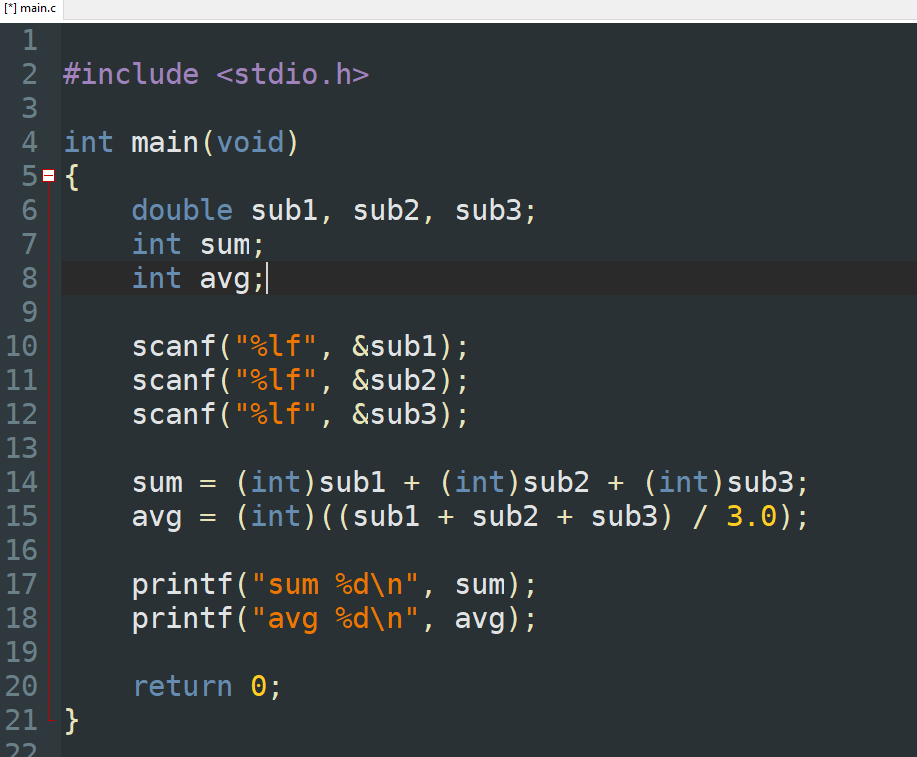 [*] main.c
1
2 #include <stdio.h>
3
4 int main(void)
5 {
6     double sub1, sub2, sub3;
7     int sum;
8     int avg;
9
10     scanf("%lf", &sub1);
11     scanf("%lf", &sub2);
12     scanf("%lf", &sub3);
13
14     sum = (int)sub1 + (int)sub2 + (int)sub3;
15     avg = (int)((sub1 + sub2 + sub3) / 3.0);
16
17     printf("sum %d\n", sum);
18     printf("avg %d\n", avg);
19
20     return 0;
21 }
22